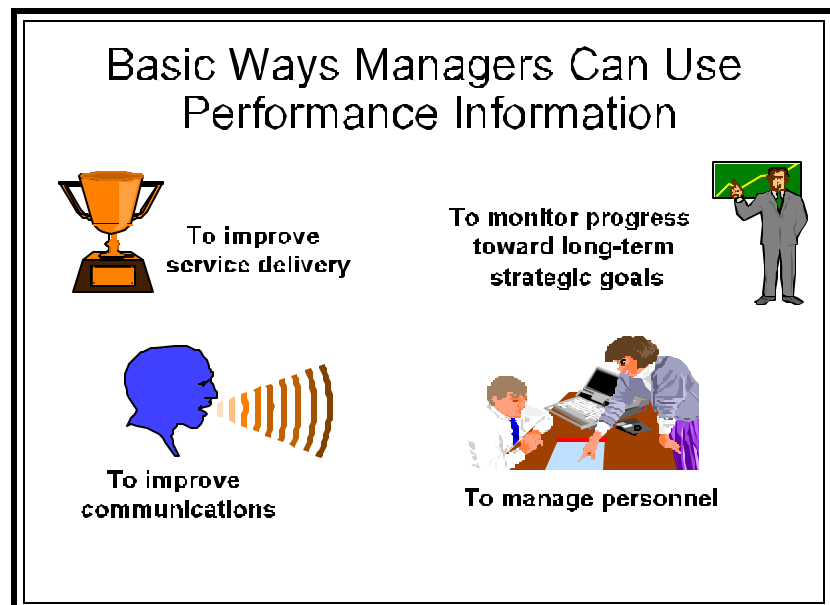 Basic Ways Managers Can Use
Performance Information
To improve
service delivery
To monitor progress
toward long-term
strategic goals
To improve
communications
To manage personnel